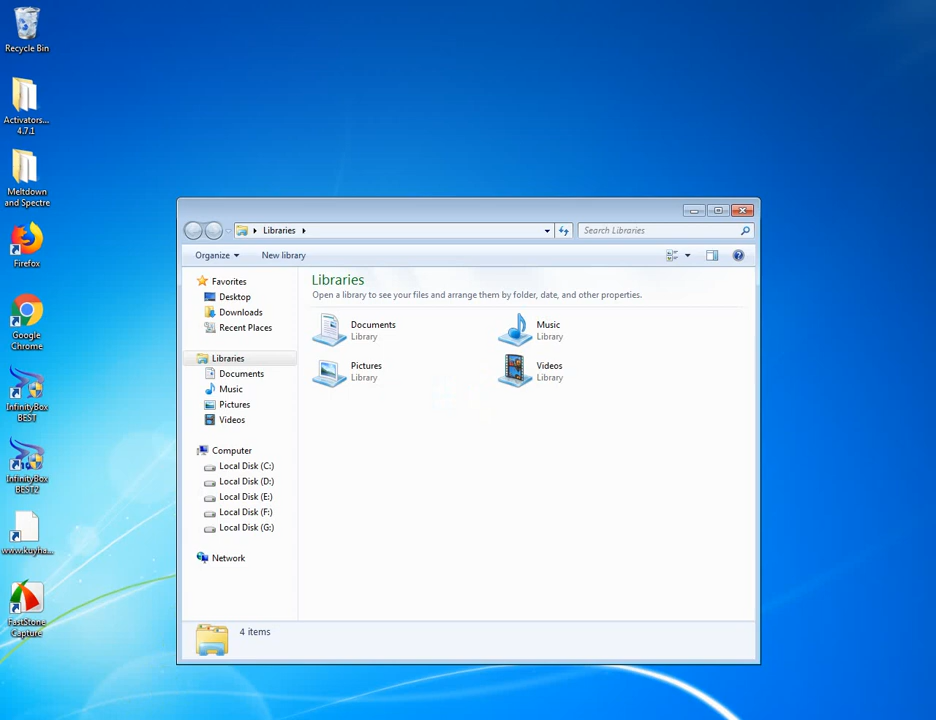 Recycle Bin
Activators...
4.7.1
Meltdown
and Spectre
Firefox
Google
Chrome
InfinityBox
BEST
InfinityBox
BEST2
www.kuyha...
FastStone
Capture
Libraries
Search Libraries
Organize
New library
Favorites
Desktop
Downloads
Recent Places
Libraries
Documents
Music
Pictures
Videos
Computer
Local Disk (C:)
Local Disk (D:)
Local Disk (E:)
Local Disk (F:)
Local Disk (G:)
Network
Libraries
Open a library to see your files and arrange them by folder, date, and other properties.
Documents
Library
Music
Library
Pictures
Library
Videos
Library
4 items